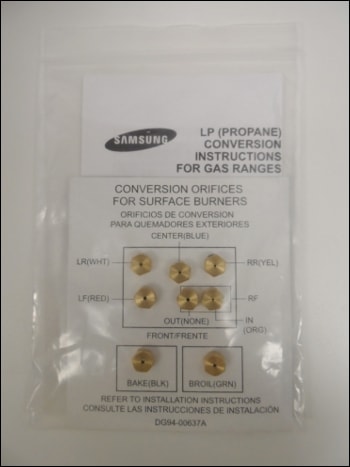 SAMSUNG
LP (PROPANE)
CONVERSION
INSTRUCTIONS
FOR GAS RANGES
CONVERSION ORIFICES
FOR SURFACE BURNERS
ORIFICIOS DE CONVERSION
PARA QUEMADORES EXTERIORES
CENTER(BLUE)
LR(WHT)
RR(YEL)
LF(RED)
RF
OUT(NONE)
IN
(ORG)
FRONT/FRENTE
BAKE(BLK)
BROIL(GRN)
REFER TO INSTALLATION INSTRUCTIONS
CONSULTE LAS INSTRUCCIONES DE INSTALACIÓN
DG94-00637A